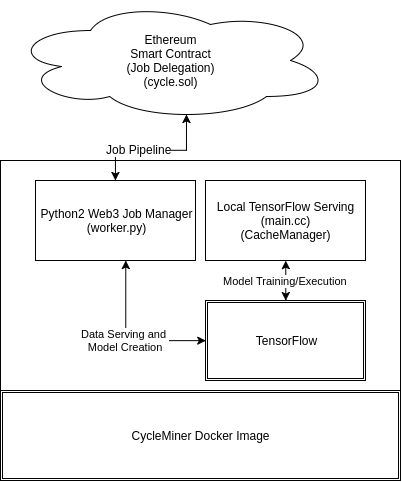 Ethereum
Smart Contract
(Job Delegation)
(cycle.sol)
Job Pipeline
Python2 Web3 Job Manager
(worker.py)
Local TensorFlow Serving
(main.cc)
(CacheManager)
Model Training/Execution
Data Serving and
Model Creation
TensorFlow
CycleMiner Docker Image